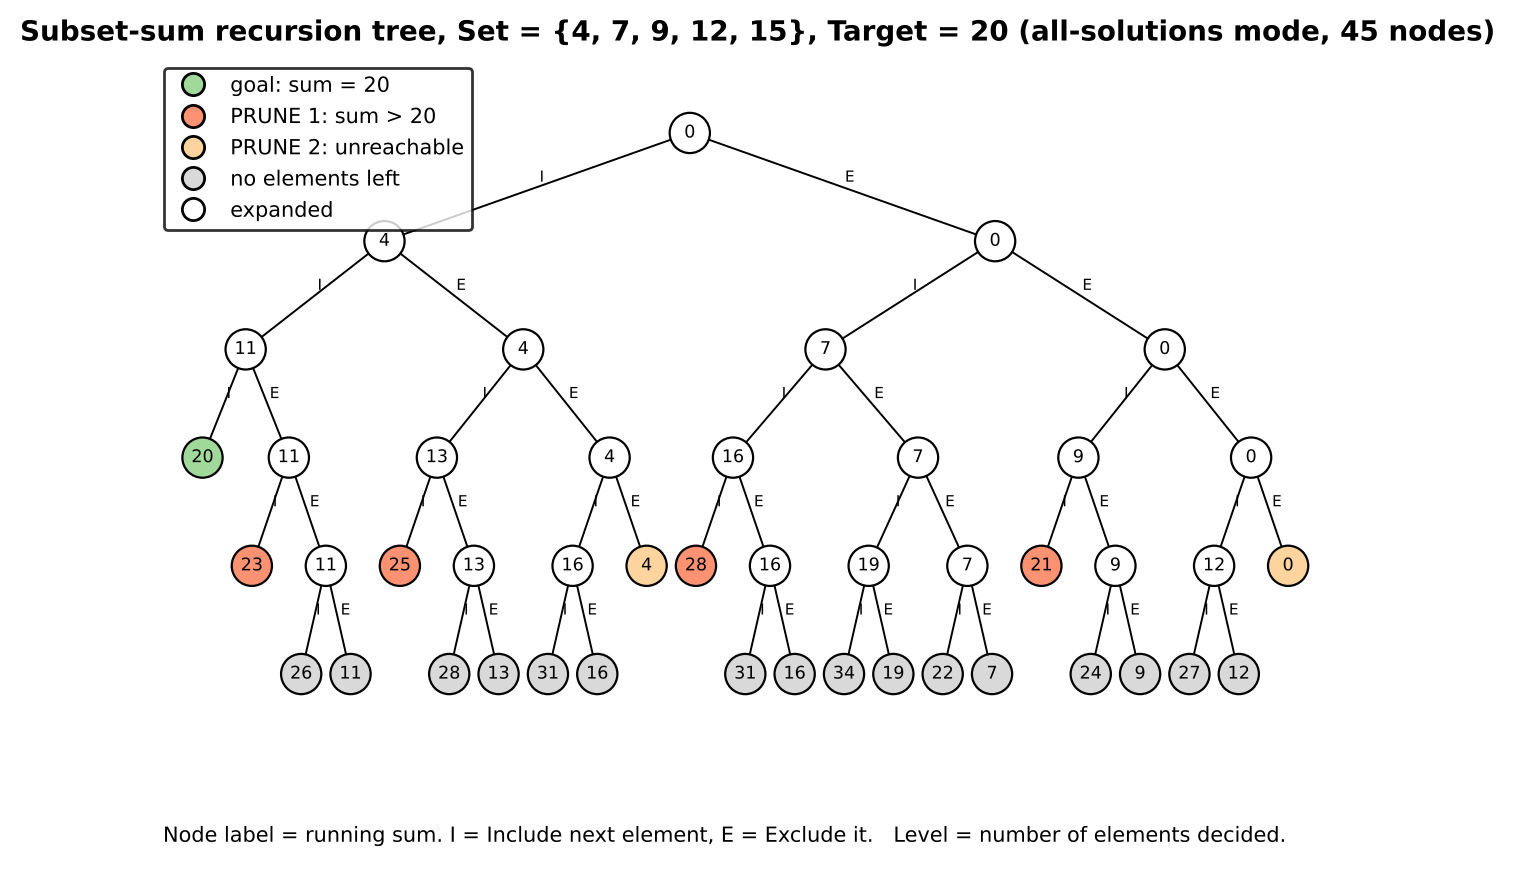 Subset-sum recursion tree, Set = {4, 7, 9, 12, 15}, Target = 20 (all-solutions mode, 45 nodes)
goal: sum = 20
PRUNE 1: sum > 20
PRUNE 2: unreachable
no elements left
expanded
0
I E
4 0
I E I E
11 4 7 0
I E I E I E I E
20 11 13 4 16 7 9 0
I E I E I E I E I E I E I E
23 11 25 13 16 4 28 16 19 7 21 9 12 0
I E I E I E I E I E I E I E I E
26 11 28 13 31 16 31 16 34 19 22 7 24 9 27 12
Node label = running sum. I = Include next element, E = Exclude it. Level = number of elements decided.